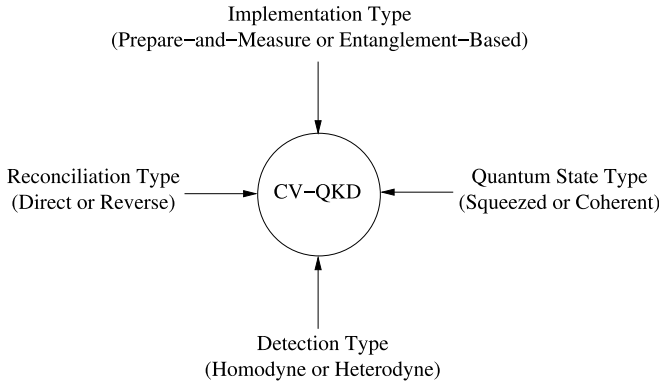 Implementation Type
(Prepare−and−Measure or Entanglement−Based)
Reconciliation Type
(Direct or Reverse)
CV−QKD
Quantum State Type
(Squeezed or Coherent)
Detection Type
(Homodyne or Heterodyne)